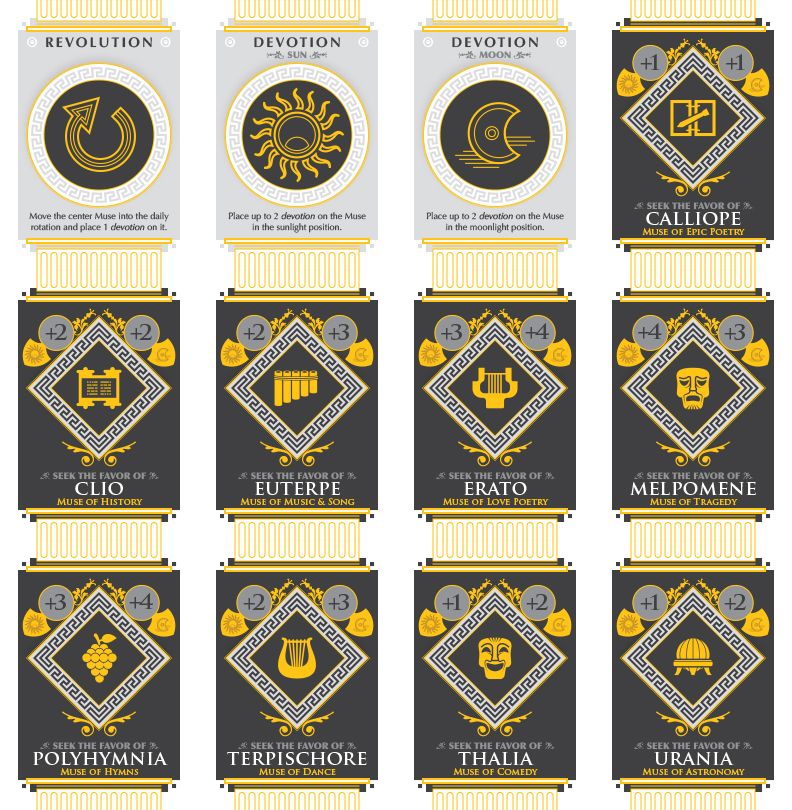 REVOLUTION
Move the center Muse into the daily
rotation and place 1 devotion on it.
DEVOTION
SUN
Place up to 2 devotion on the Muse
in the sunlight position.
DEVOTION
MOON
Place up to 2 devotion on the Muse
in the moonlight position.
+1 +1
SEEK THE FAVOR OF
CALLIOPE
MUSE OF EPIC POETRY
+2 +2
SEEK THE FAVOR OF
CLIO
MUSE OF HISTORY
+2 +3
SEEK THE FAVOR OF
EUTERPE
MUSE OF MUSIC & SONG
+3 +4
SEEK THE FAVOR OF
ERATO
MUSE OF LOVE POETRY
+4 +3
SEEK THE FAVOR OF
MELPOMENE
MUSE OF TRAGEDY
+3 +4
SEEK THE FAVOR OF
POLYHYMNIA
MUSE OF HYMNS
+2 +3
SEEK THE FAVOR OF
TERPISCHORE
MUSE OF DANCE
+1 +2
SEEK THE FAVOR OF
THALIA
MUSE OF COMEDY
+1 +2
SEEK THE FAVOR OF
URANIA
MUSE OF ASTRONOMY